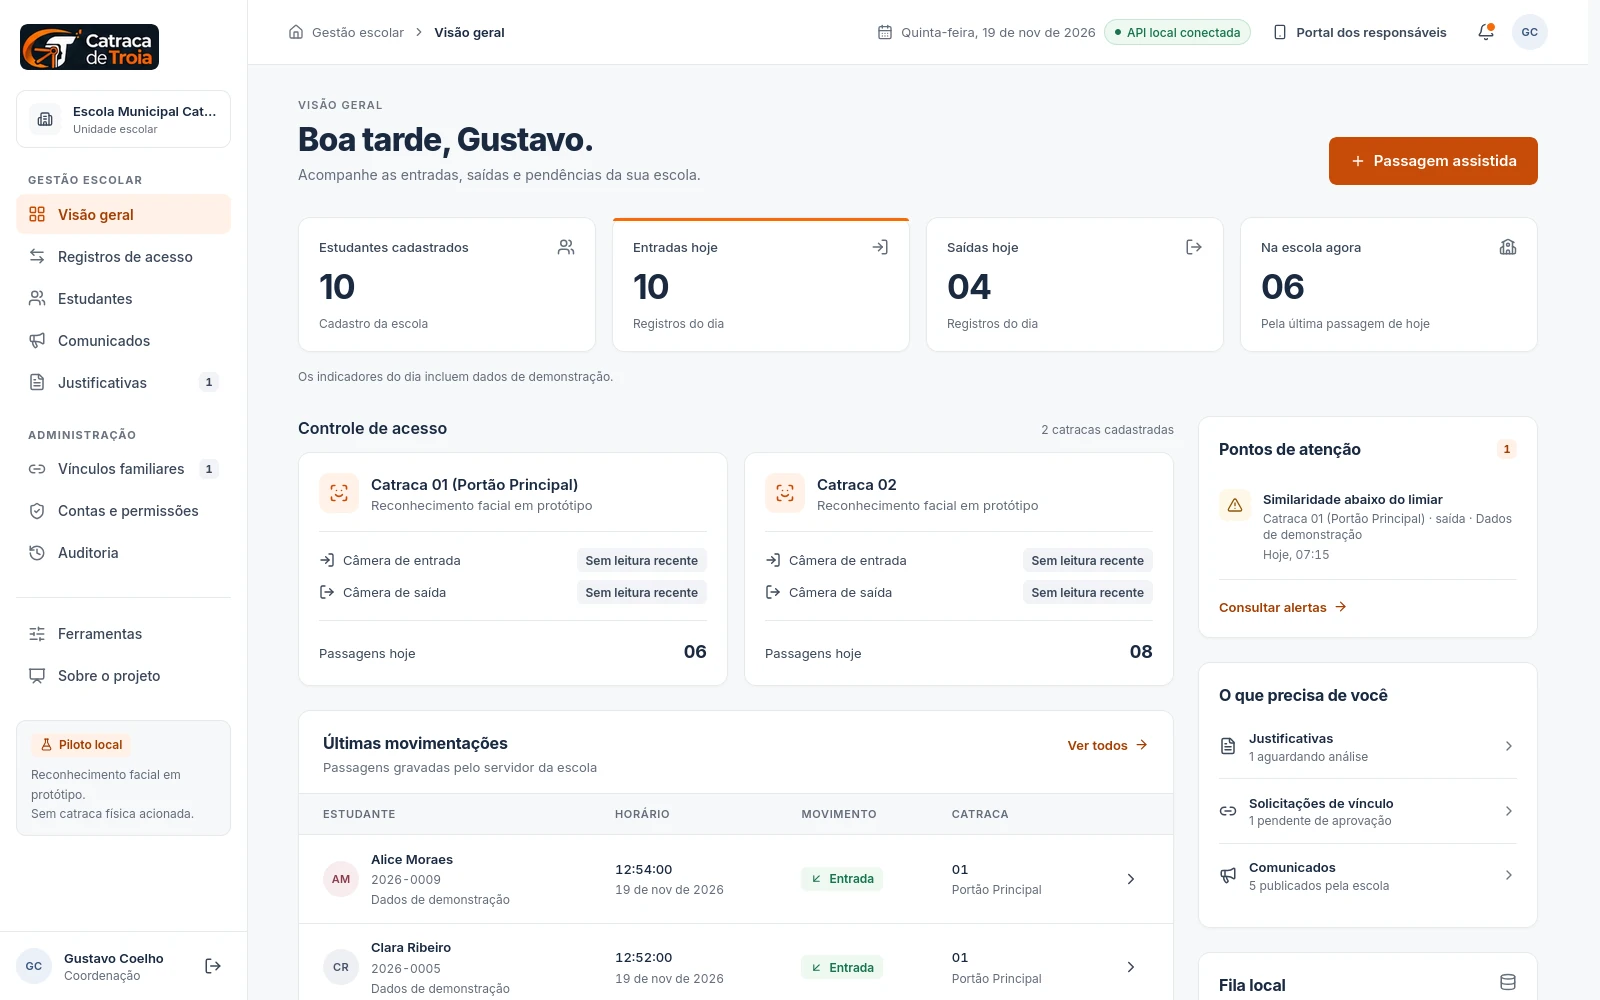 Catraca
de Troia
Escola Municipal Cat...
Unidade escolar
GESTÃO ESCOLAR
Visão geral
Registros de acesso
Estudantes
Comunicados
Justificativas 1
ADMINISTRAÇÃO
Vínculos familiares 1
Contas e permissões
Auditoria
Ferramentas
Sobre o projeto
Piloto local
Reconhecimento facial em
protótipo.
Sem catraca física acionada.
GC
Gustavo Coelho
Coordenação
Gestão escolar > Visão geral
Quinta-feira, 19 de nov de 2026
API local conectada
Portal dos responsáveis
GC
VISÃO GERAL
Boa tarde, Gustavo.
Acompanhe as entradas, saídas e pendências da sua escola.
+ Passagem assistida
Estudantes cadastrados
10
Cadastro da escola
Entradas hoje
10
Registros do dia
Saídas hoje
04
Registros do dia
Na escola agora
06
Pela última passagem de hoje
Os indicadores do dia incluem dados de demonstração.
Controle de acesso
2 catracas cadastradas
Catraca 01 (Portão Principal)
Reconhecimento facial em protótipo
Câmera de entrada Sem leitura recente
Câmera de saída Sem leitura recente
Passagens hoje 06
Catraca 02
Reconhecimento facial em protótipo
Câmera de entrada Sem leitura recente
Câmera de saída Sem leitura recente
Passagens hoje 08
Últimas movimentações
Passagens gravadas pelo servidor da escola
Ver todos
ESTUDANTE HORÁRIO MOVIMENTO CATRACA
AM
Alice Moraes
2026-0009
Dados de demonstração
12:54:00
19 de nov de 2026
Entrada
01
Portão Principal
CR
Clara Ribeiro
2026-0005
Dados de demonstração
12:52:00
19 de nov de 2026
Entrada
01
Portão Principal
Pontos de atenção 1
Similaridade abaixo do limiar
Catraca 01 (Portão Principal) · saída · Dados
de demonstração
Hoje, 07:15
Consultar alertas
O que precisa de você
Justificativas
1 aguardando análise
Solicitações de vínculo
1 pendente de aprovação
Comunicados
5 publicados pela escola
Fila local